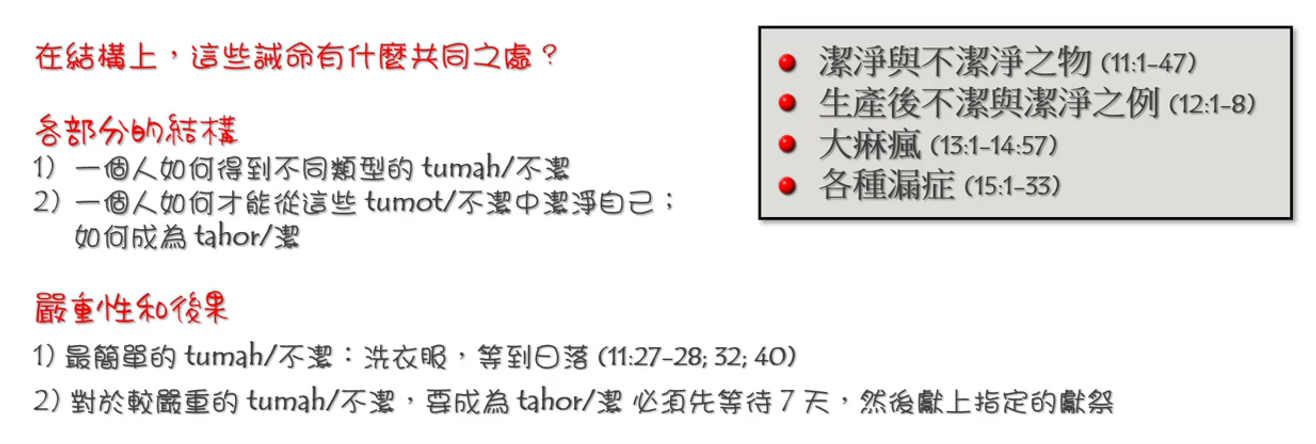 在結構上，這些誡命有什麼共同之處？
各部分的結構
1) 一個人如何得到不同類型的 tumah/不潔
2) 一個人如何才能從這些 tumot/不潔中潔淨自己；
如何成為 tahor/潔
嚴重性和後果
1) 最簡單的 tumah/不潔：洗衣服，等到日落 (11:27-28; 32; 40)
2) 對於較嚴重的 tumah/不潔，要成為 tahor/潔 必須先等待 7 天，然後獻上指定的獻祭
• 潔淨與不潔淨之物 (11:1-47)
• 生產後不潔與潔淨之例 (12:1-8)
• 大麻瘋 (13:1-14:57)
• 各種漏症 (15:1-33)